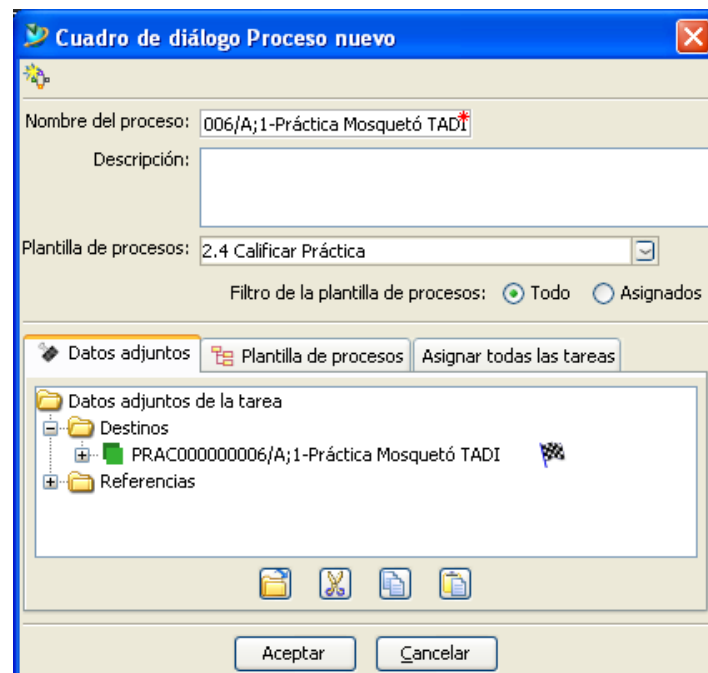 Cuadro de diálogo Proceso nuevo
Nombre del proceso: 006/A;1-Práctica Mosquetó TADI
Descripción:
Plantilla de procesos: 2.4 Calificar Práctica
Filtro de la plantilla de procesos: Todo Asignados
Datos adjuntos Plantilla de procesos Asignar todas las tareas
Datos adjuntos de la tarea
Destinos
PRAC000000006/A;1-Práctica Mosquetó TADI
Referencias
Aceptar Cancelar